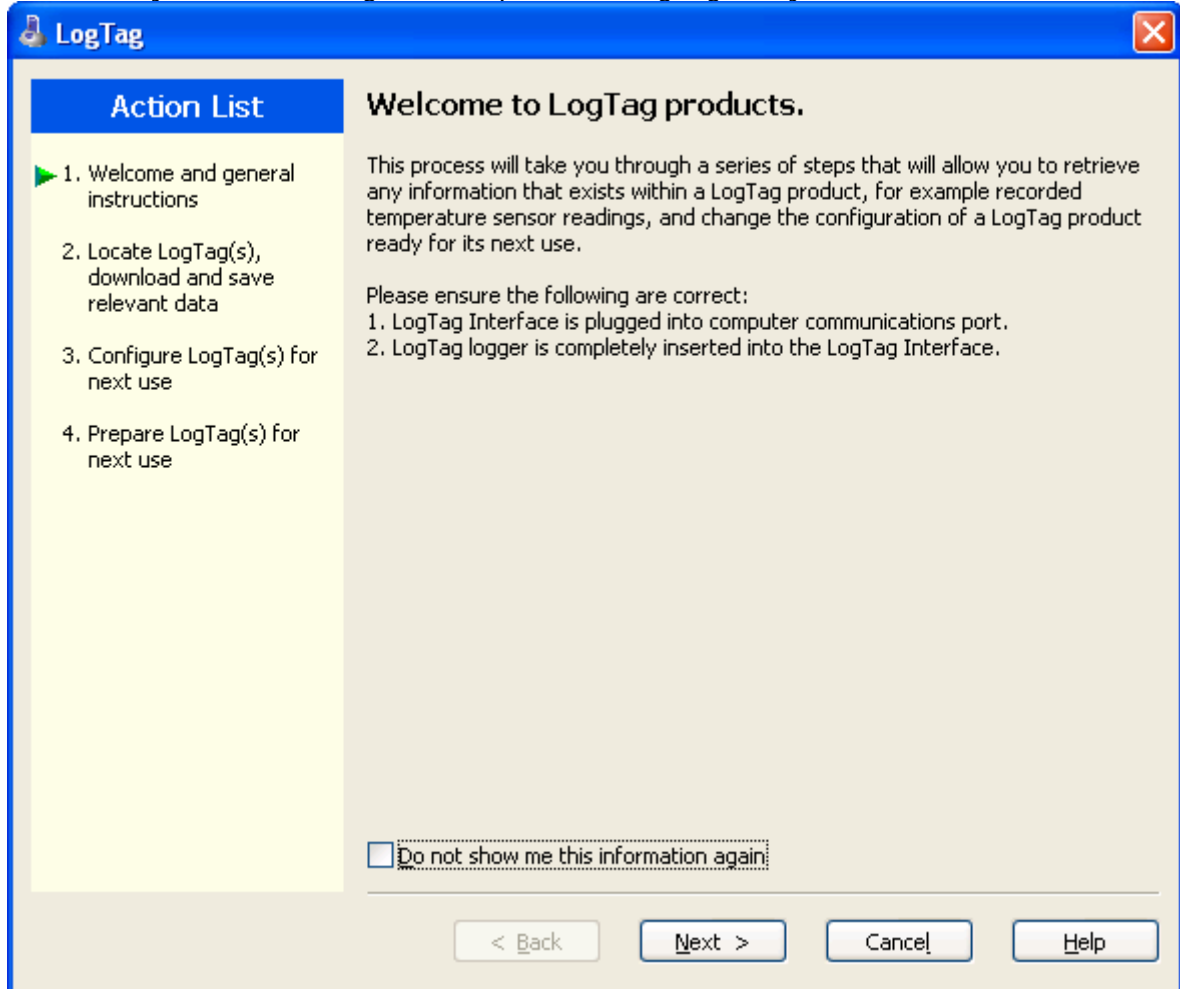 LogTag
Action List
1. Welcome and general
instructions
2. Locate LogTag(s),
download and save
relevant data
3. Configure LogTag(s) for
next use
4. Prepare LogTag(s) for
next use
Welcome to LogTag products.
This process will take you through a series of steps that will allow you to retrieve
any information that exists within a LogTag product, for example recorded
temperature sensor readings, and change the configuration of a LogTag product
ready for its next use.
Please ensure the following are correct:
1. LogTag Interface is plugged into computer communications port.
2. LogTag logger is completely inserted into the LogTag Interface.
Do not show me this information again
< Back
Next >
Cancel
Help